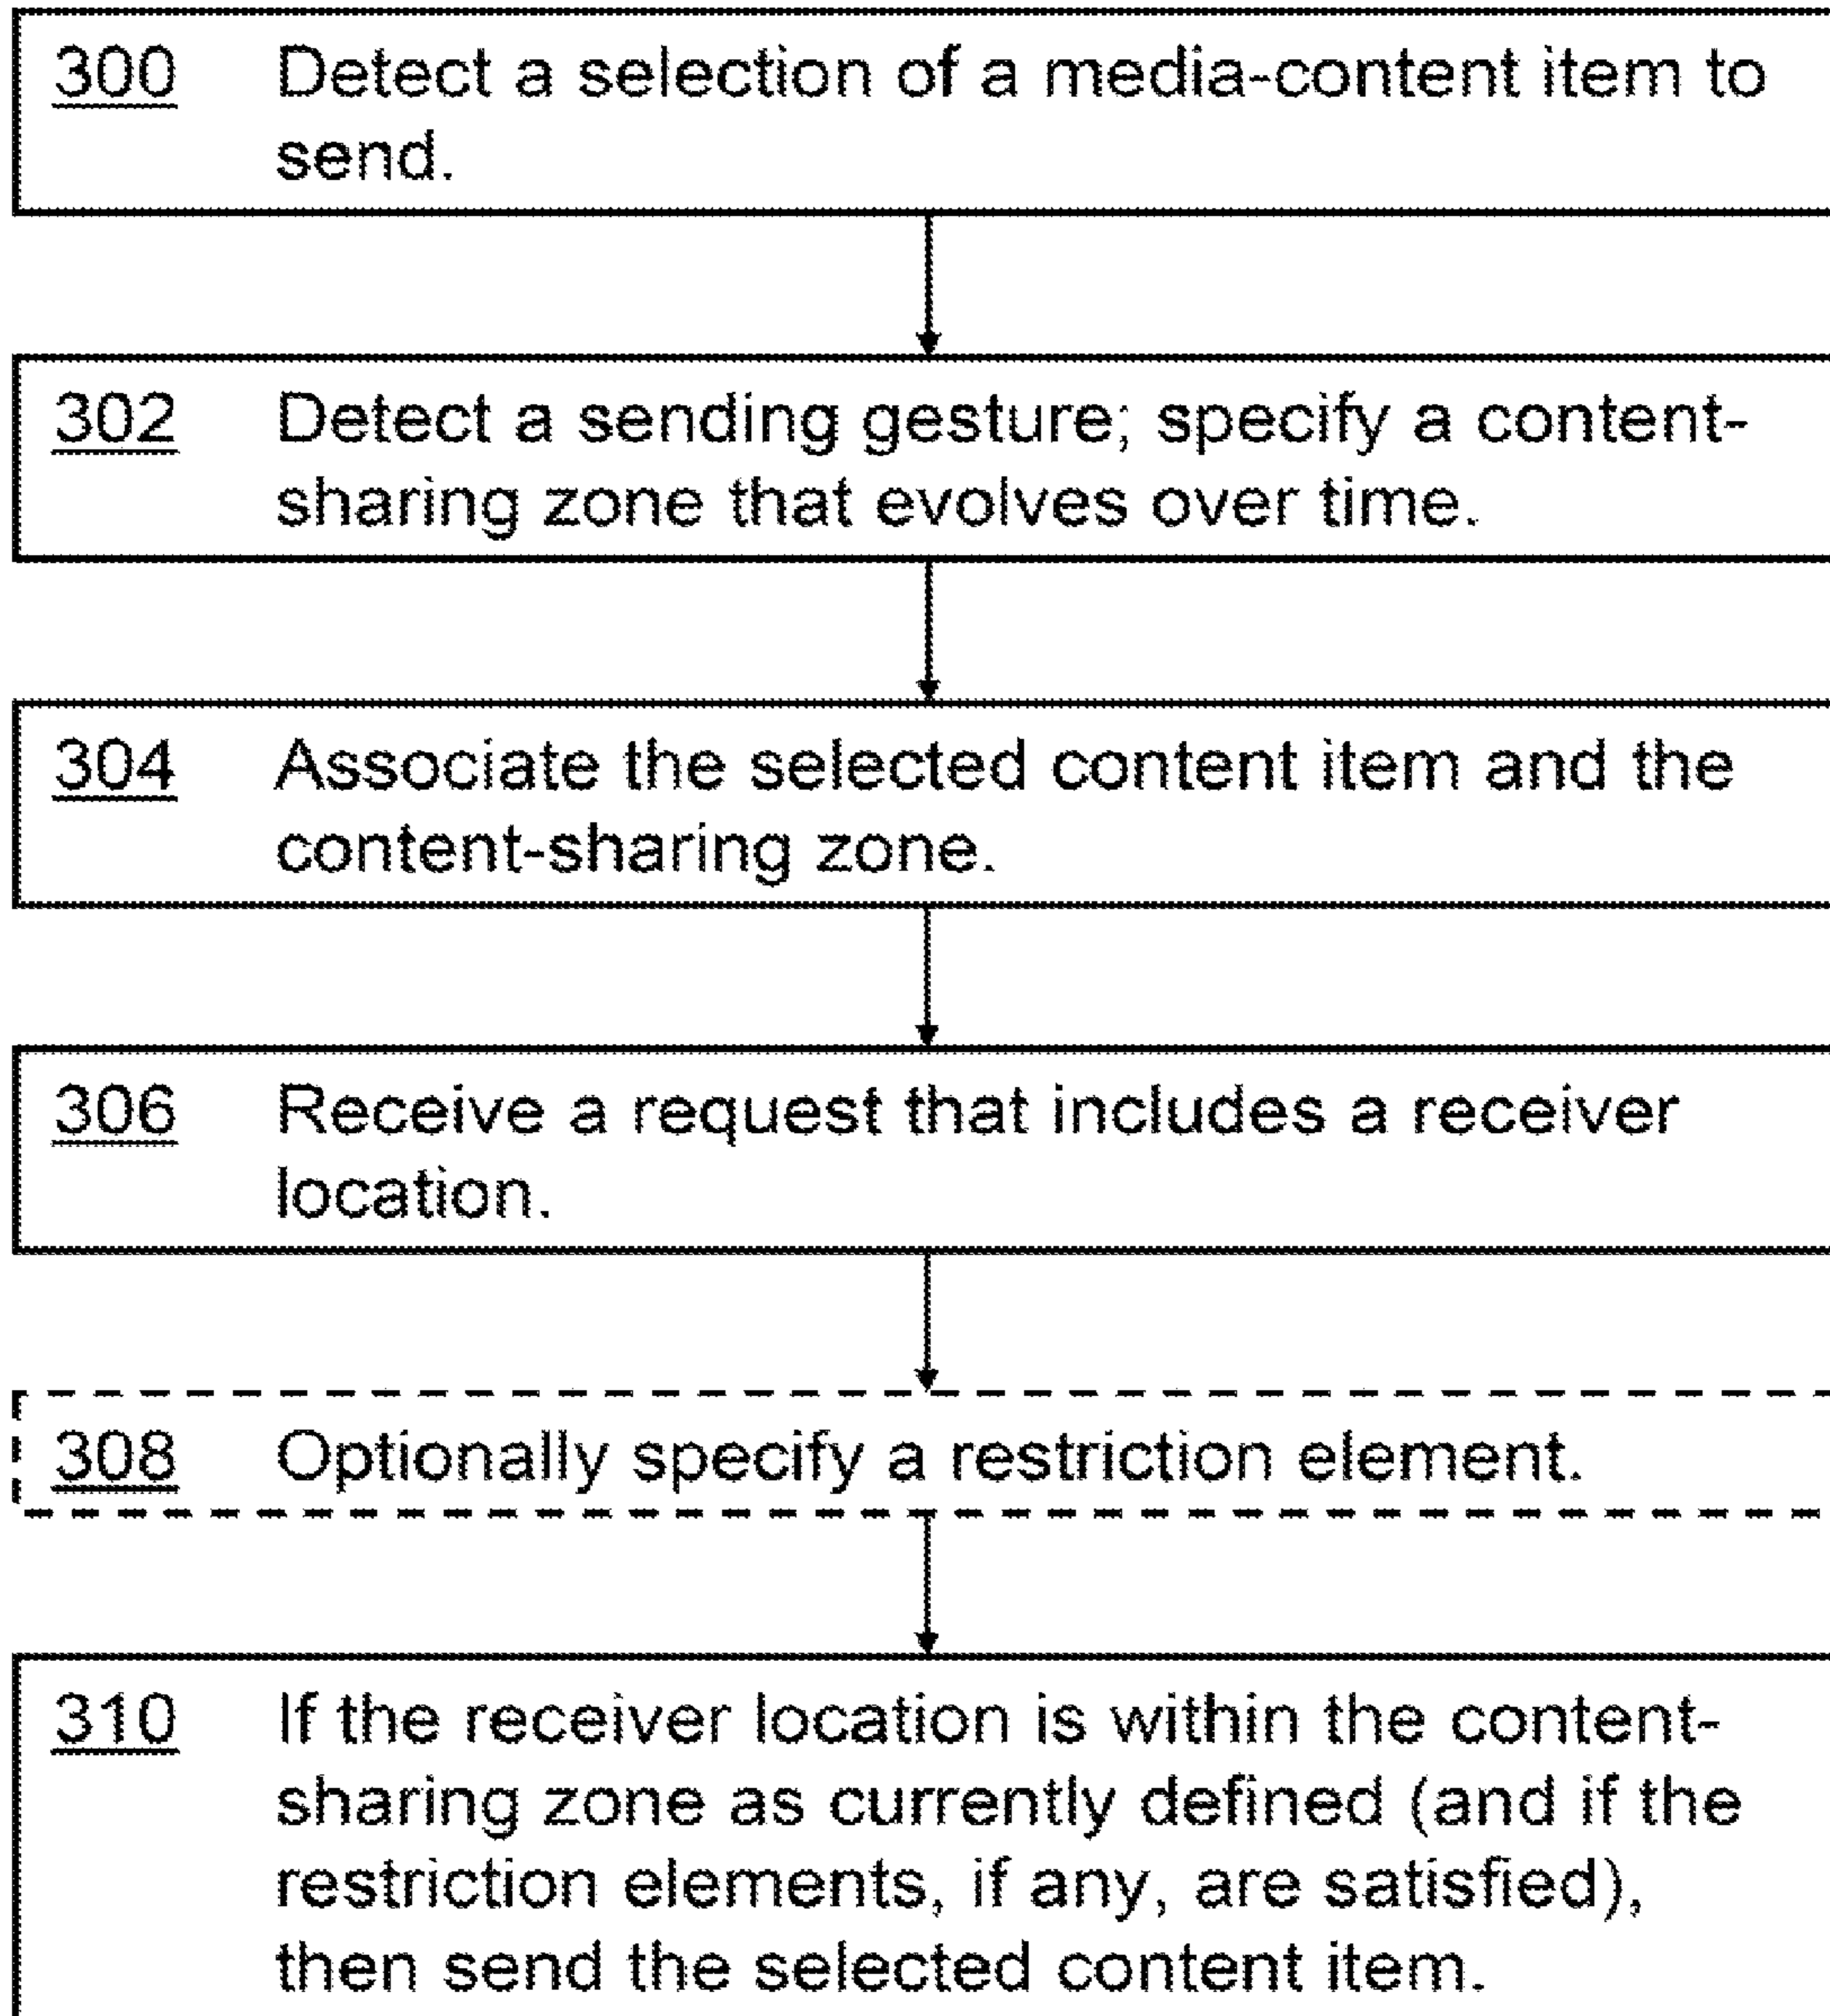 300 Detect a selection of a media-content item to
send.
302 Detect a sending gesture; specify a content-
sharing zone that evolves over time.
304 Associate the selected content item and the
content-sharing zone.
306 Receive a request that includes a receiver
location.
308 Optionally specify a restriction element.
310 If the receiver location is within the content-
sharing zone as currently defined (and if the
restriction elements, if any, are satisfied),
then send the selected content item.